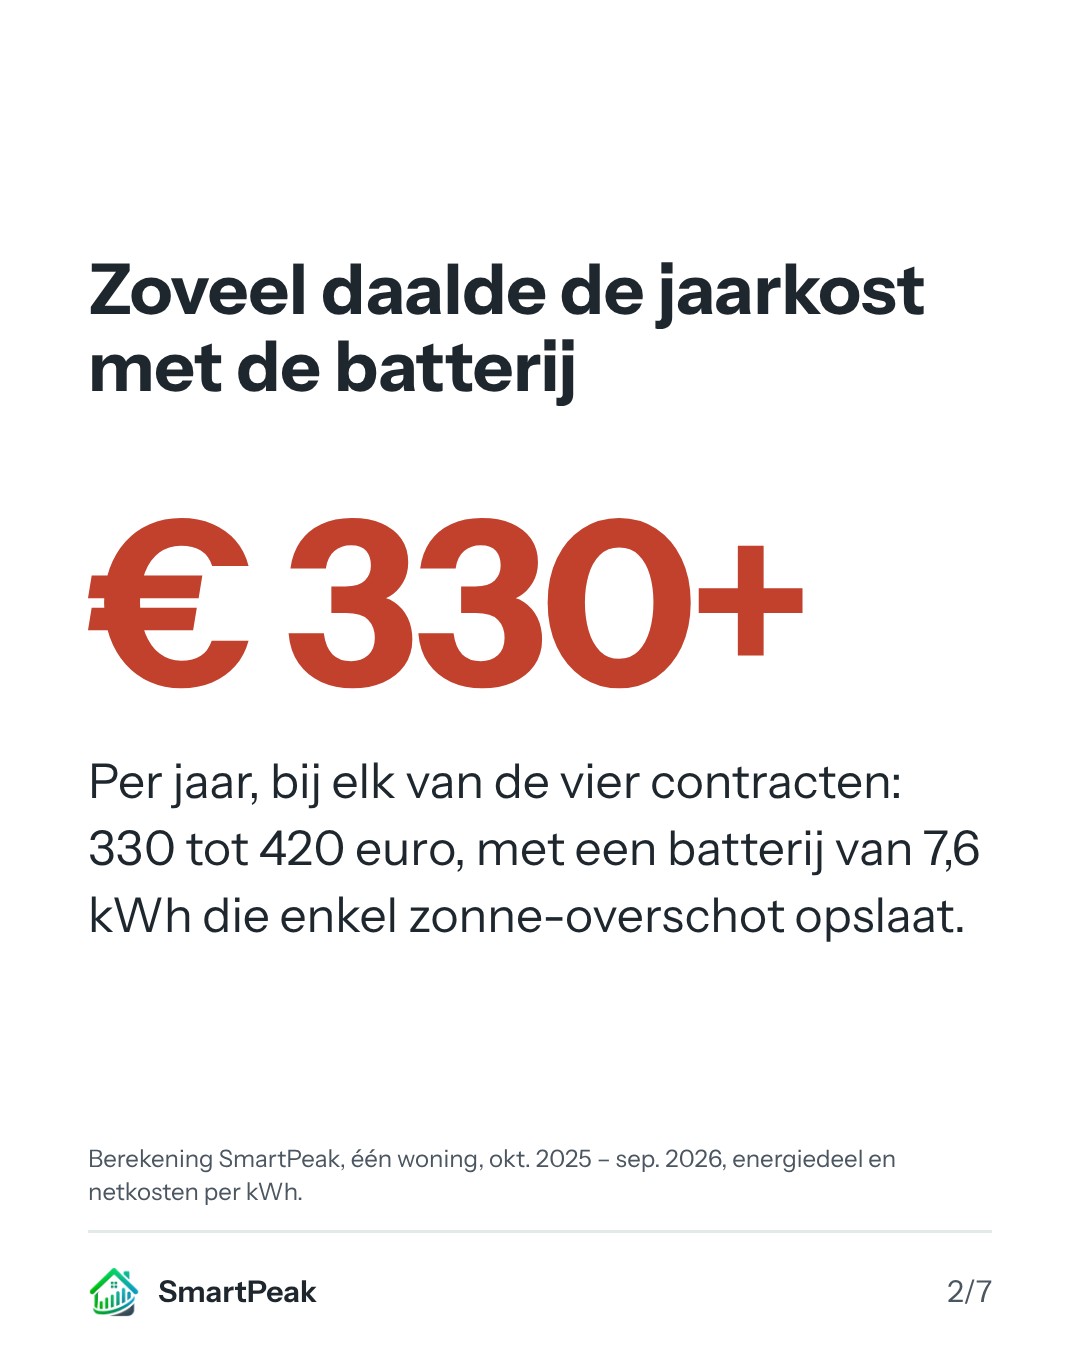 Zoveel daalde de jaarkost
met de batterij
€ 330+
Per jaar, bij elk van de vier contracten:
330 tot 420 euro, met een batterij van 7,6
kWh die enkel zonne-overschot opslaat.
Berekening SmartPeak, één woning, okt. 2025 – sep. 2026, energiedeel en
netkosten per kWh.
SmartPeak
2/7